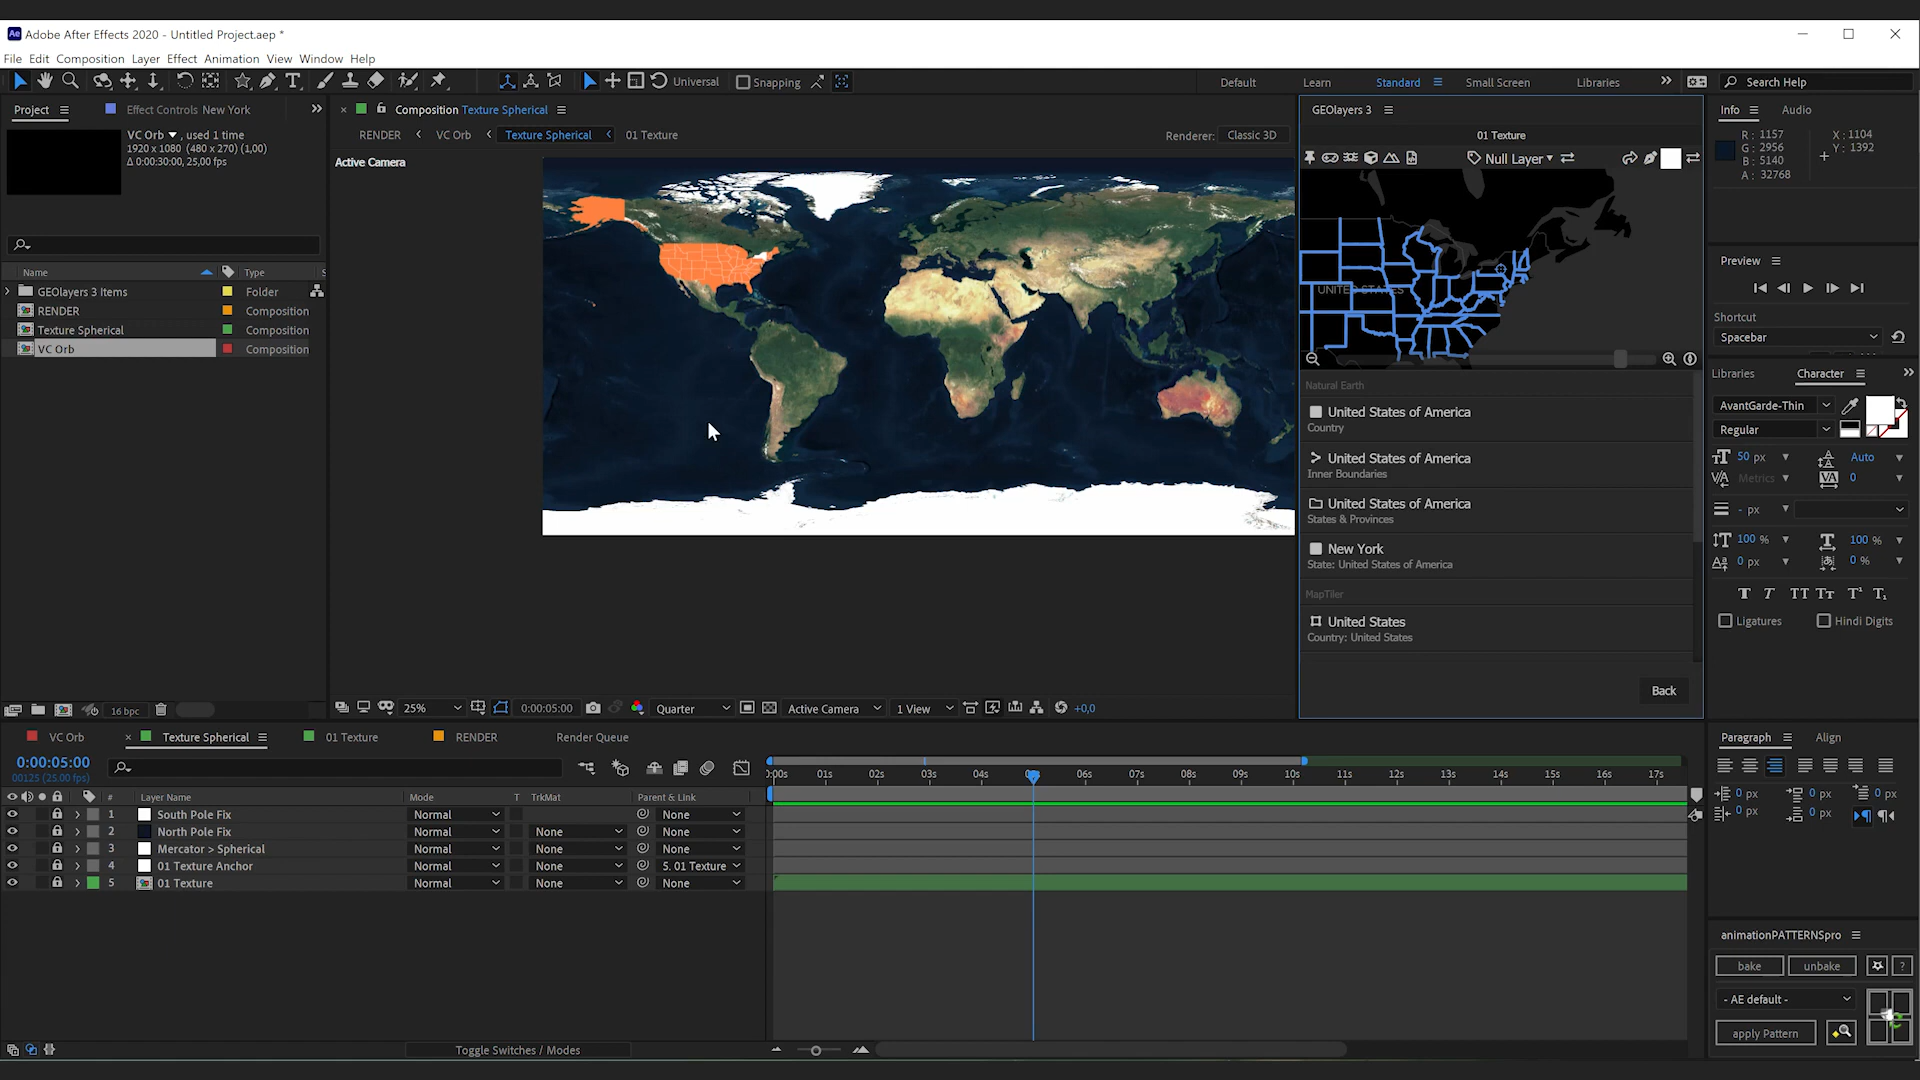 Adobe After Effects 2020 - Untitled Project.aep *
File Edit Composition Layer Effect Animation View Window Help
Universal Snapping Default Learn Standard Small Screen Libraries Search Help
Project Effect Controls New York
VC Orb , used 1 time
1920 x 1080 (480 x 270) (1,00)
Δ 0:00:30:00, 25,00 fps
Name Type S
GEOlayers 3 Items Folder
RENDER Composition
Texture Spherical Composition
VC Orb Composition
16 bpc
Composition Texture Spherical
RENDER VC Orb Texture Spherical 01 Texture Renderer: Classic 3D
Active Camera
25% 0:00:05:00 Quarter Active Camera 1 View +0,0
GEOlayers 3
01 Texture
Null Layer
UNITED STATES
Natural Earth
United States of America
Country
United States of America
Inner Boundaries
United States of America
States & Provinces
New York
State: United States of America
MapTiler
United States
Country: United States
Back
Info Audio
R: 1157
G: 2956
B: 5140
A: 32768
X: 1104
Y: 1392
Preview
Shortcut
Spacebar
Libraries Character
AvantGarde-Thin
Regular
50 px Auto
Metrics 0
- px
100 % 100 %
0 px 0 %
T T TT Tт T¹ T₁
Ligatures Hindi Digits
VC Orb Texture Spherical 01 Texture RENDER Render Queue
0:00:05:00
00125 (25.00 fps)
0:00s 01s 02s 03s 04s 05s 06s 07s 08s 09s 10s 11s 12s 13s 14s 15s 16s 17s
# Layer Name Mode T TrkMat Parent & Link
1 South Pole Fix Normal None
2 North Pole Fix Normal None None
3 Mercator > Spherical Normal None None
4 01 Texture Anchor Normal None 5. 01 Texture
5 01 Texture Normal None None
Toggle Switches / Modes
Paragraph Align
0 px 0 px 0 px
0 px 0 px
animationPATTERNSpro
bake unbake ?
- AE default -
apply Pattern